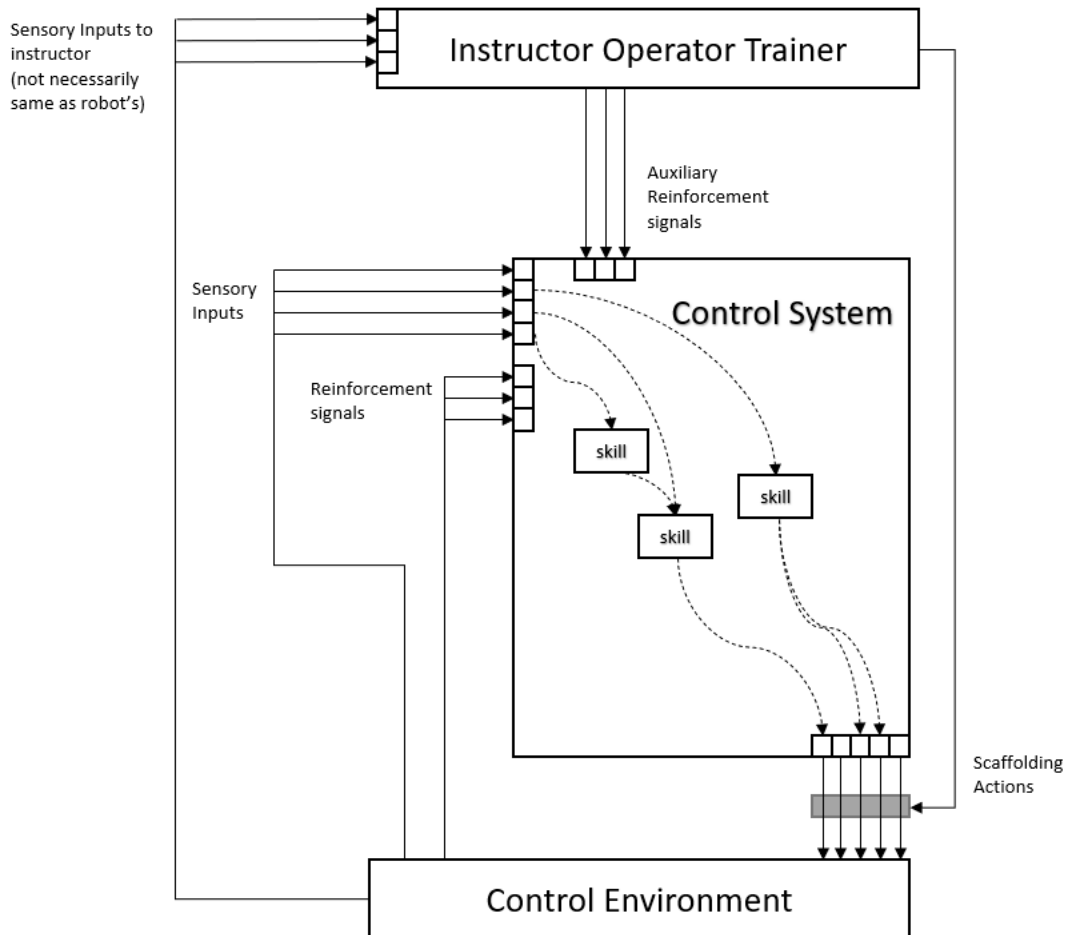 Sensory Inputs to
instructor
(not necessarily
same as robot's)
Instructor Operator Trainer
Auxiliary
Reinforcement
signals
Sensory
Inputs
Control System
Reinforcement
signals
skill
skill
skill
Scaffolding
Actions
Control Environment